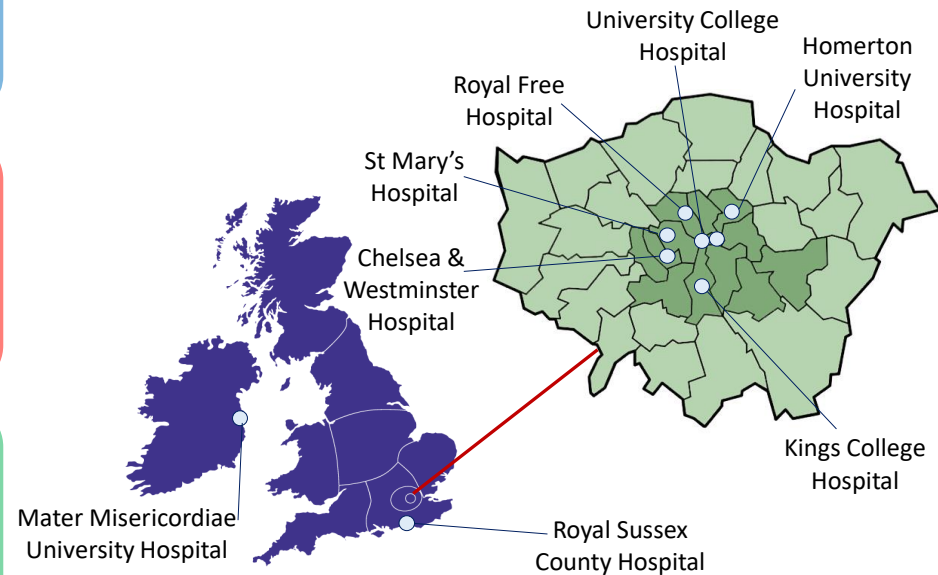 University College
Hospital
Homerton
University
Hospital
Royal Free
Hospital
St Mary's
Hospital
Chelsea &
Westminster
Hospital
Kings College
Hospital
Mater Misericordiae
University Hospital
Royal Sussex
County Hospital